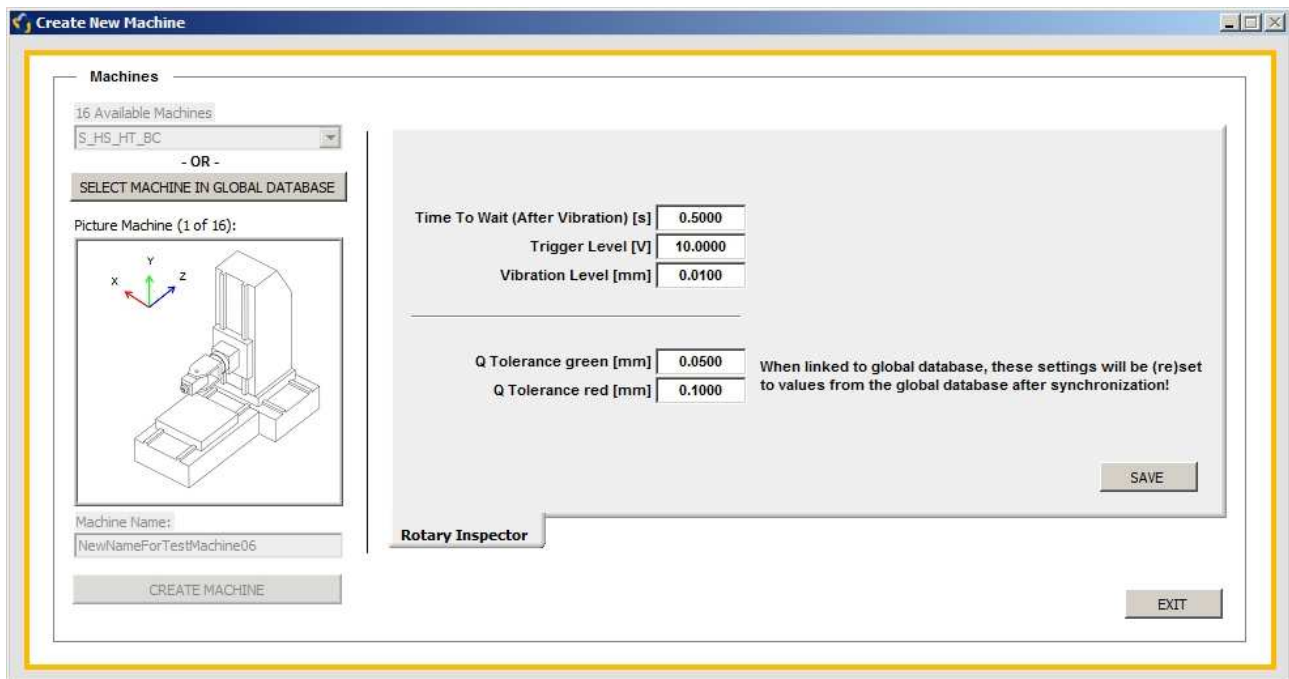 Create New Machine
Machines
16 Available Machines
S_HS_HT_BC
- OR -
SELECT MACHINE IN GLOBAL DATABASE
Picture Machine (1 of 16):
X
Y
Z
Machine Name:
NewNameForTestMachine06
CREATE MACHINE
Time To Wait (After Vibration) [s] 0.5000
Trigger Level [V] 10.0000
Vibration Level [mm] 0.0100
Q Tolerance green [mm] 0.0500
Q Tolerance red [mm] 0.1000
When linked to global database, these settings will be (re)set
to values from the global database after synchronization!
SAVE
Rotary Inspector
EXIT